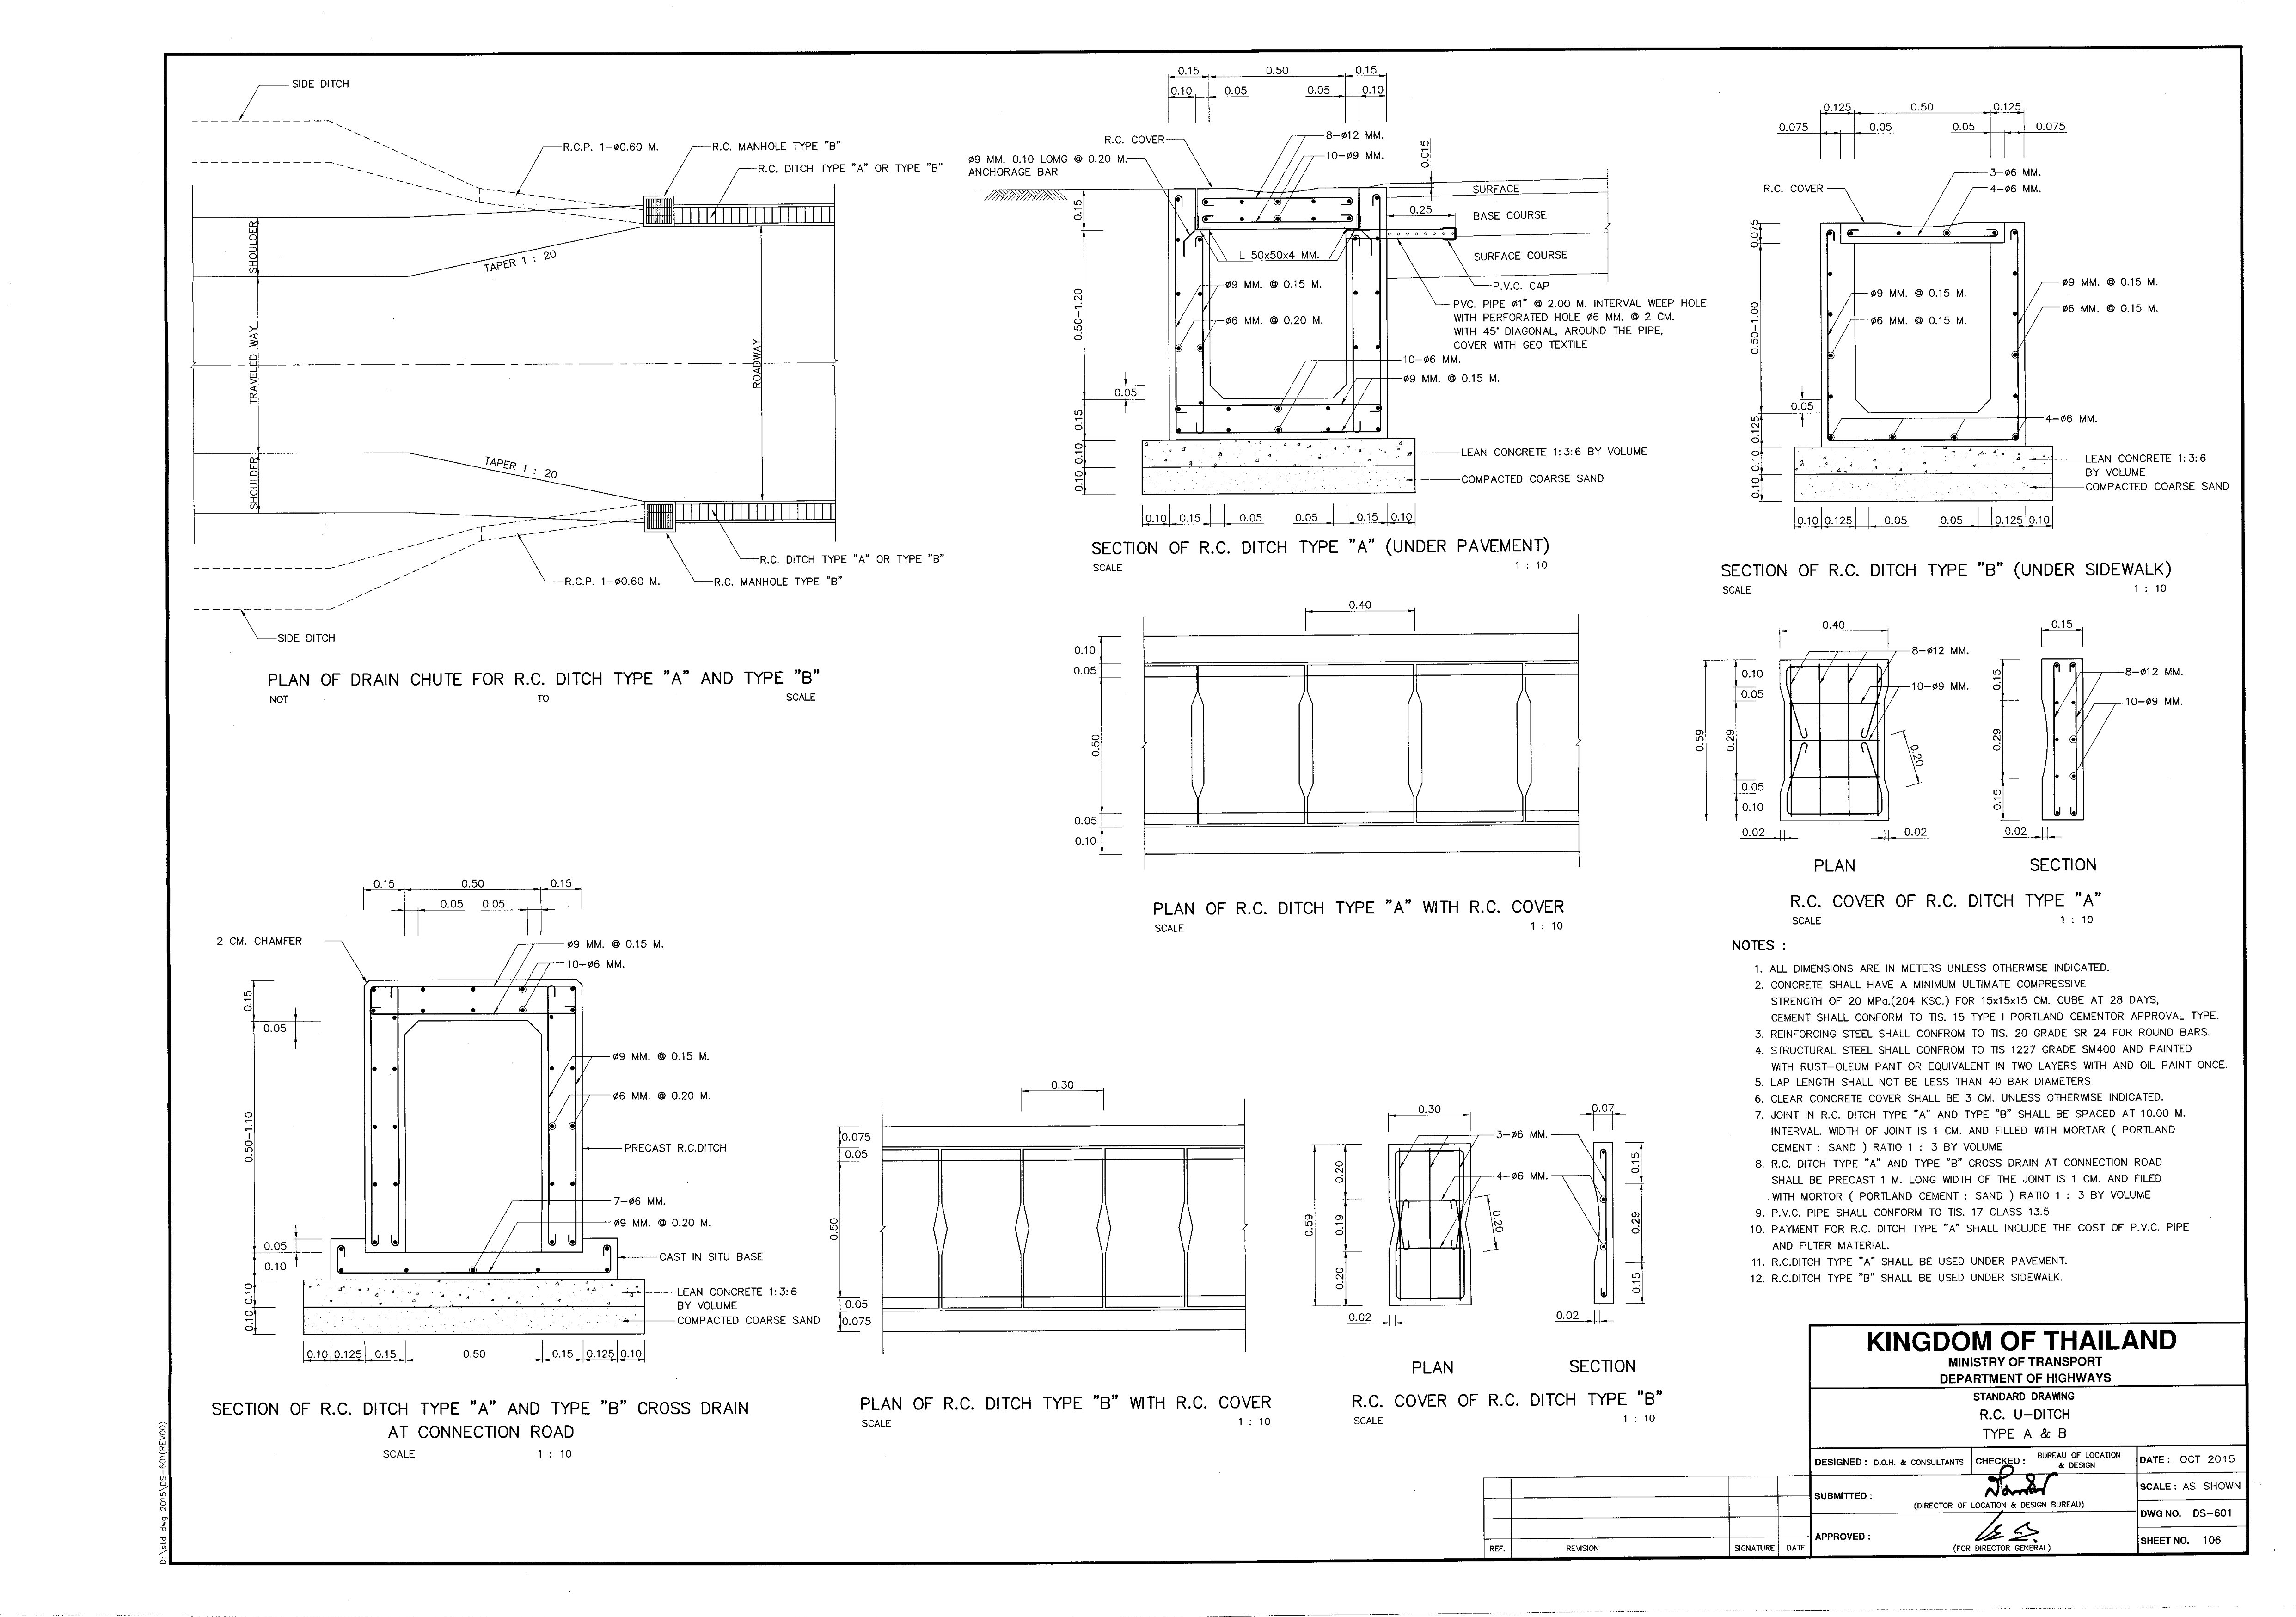 SIDE DITCH
R.C.P. 1-ø0.60 M.
R.C. MANHOLE TYPE "B"
R.C. DITCH TYPE "A" OR TYPE "B"
SHOULDER
TAPER 1 : 20
TRAVELED WAY
ROADWAY
SHOULDER
TAPER 1 : 20
R.C. DITCH TYPE "A" OR TYPE "B"
R.C.P. 1-ø0.60 M.
R.C. MANHOLE TYPE "B"
SIDE DITCH
PLAN OF DRAIN CHUTE FOR R.C. DITCH TYPE "A" AND TYPE "B"
NOT TO SCALE
0.15 0.50 0.15
0.10 0.05 0.05 0.10
R.C. COVER
8-ø12 MM.
10-ø9 MM.
0.015
ø9 MM. 0.10 LOMG @ 0.20 M.
ANCHORAGE BAR
SURFACE
0.25
BASE COURSE
0.15
L 50x50x4 MM.
SURFACE COURSE
P.V.C. CAP
ø9 MM. @ 0.15 M.
PVC. PIPE ø1" @ 2.00 M. INTERVAL WEEP HOLE
WITH PERFORATED HOLE ø6 MM. @ 2 CM.
WITH 45° DIAGONAL, AROUND THE PIPE,
COVER WITH GEO TEXTILE
0.50-1.20
ø6 MM. @ 0.20 M.
10-ø6 MM.
ø9 MM. @ 0.15 M.
0.05
0.15
0.10
0.10
LEAN CONCRETE 1:3:6 BY VOLUME
COMPACTED COARSE SAND
0.10 0.15 0.05 0.05 0.15 0.10
SECTION OF R.C. DITCH TYPE "A" (UNDER PAVEMENT)
SCALE 1 : 10
0.125 0.50 0.125
0.075 0.05 0.05 0.075
3-ø6 MM.
4-ø6 MM.
R.C. COVER
0.075
ø9 MM. @ 0.15 M.
ø9 MM. @ 0.15 M.
ø6 MM. @ 0.15 M.
ø6 MM. @ 0.15 M.
0.50-1.00
0.05
4-ø6 MM.
0.125
0.10
0.10
LEAN CONCRETE 1:3:6
BY VOLUME
COMPACTED COARSE SAND
0.10 0.125 0.05 0.05 0.125 0.10
SECTION OF R.C. DITCH TYPE "B" (UNDER SIDEWALK)
SCALE 1 : 10
0.40
0.10
0.05
0.50
0.05
0.10
PLAN OF R.C. DITCH TYPE "A" WITH R.C. COVER
SCALE 1 : 10
0.40
8-ø12 MM.
10-ø9 MM.
0.10
0.05
0.59
0.29
0.20
0.05
0.10
0.02 0.02
PLAN
0.15
8-ø12 MM.
10-ø9 MM.
0.15
0.29
0.15
0.02
SECTION
R.C. COVER OF R.C. DITCH TYPE "A"
SCALE 1 : 10
0.15 0.50 0.15
0.05 0.05
2 CM. CHAMFER
ø9 MM. @ 0.15 M.
10-ø6 MM.
0.15
0.05
ø9 MM. @ 0.15 M.
ø6 MM. @ 0.20 M.
0.50-1.10
PRECAST R.C.DITCH
7-ø6 MM.
ø9 MM. @ 0.20 M.
0.05
0.10
CAST IN SITU BASE
0.10
0.10
LEAN CONCRETE 1:3:6
BY VOLUME
COMPACTED COARSE SAND
0.10 0.125 0.15 0.50 0.15 0.125 0.10
SECTION OF R.C. DITCH TYPE "A" AND TYPE "B" CROSS DRAIN
AT CONNECTION ROAD
SCALE 1 : 10
0.30
0.075
0.05
0.50
0.05
0.075
PLAN OF R.C. DITCH TYPE "B" WITH R.C. COVER
SCALE 1 : 10
0.30
3-ø6 MM.
4-ø6 MM.
0.20
0.59
0.19
0.20
0.20
0.02
PLAN
0.07
0.15
0.29
0.15
0.02
SECTION
R.C. COVER OF R.C. DITCH TYPE "B"
SCALE 1 : 10
NOTES :
1. ALL DIMENSIONS ARE IN METERS UNLESS OTHERWISE INDICATED.
2. CONCRETE SHALL HAVE A MINIMUM ULTIMATE COMPRESSIVE
STRENGTH OF 20 MPa.(204 KSC.) FOR 15x15x15 CM. CUBE AT 28 DAYS,
CEMENT SHALL CONFORM TO TIS. 15 TYPE I PORTLAND CEMENTOR APPROVAL TYPE.
3. REINFORCING STEEL SHALL CONFROM TO TIS. 20 GRADE SR 24 FOR ROUND BARS.
4. STRUCTURAL STEEL SHALL CONFROM TO TIS 1227 GRADE SM400 AND PAINTED
WITH RUST-OLEUM PANT OR EQUIVALENT IN TWO LAYERS WITH AND OIL PAINT ONCE.
5. LAP LENGTH SHALL NOT BE LESS THAN 40 BAR DIAMETERS.
6. CLEAR CONCRETE COVER SHALL BE 3 CM. UNLESS OTHERWISE INDICATED.
7. JOINT IN R.C. DITCH TYPE "A" AND TYPE "B" SHALL BE SPACED AT 10.00 M.
INTERVAL. WIDTH OF JOINT IS 1 CM. AND FILLED WITH MORTAR ( PORTLAND
CEMENT : SAND ) RATIO 1 : 3 BY VOLUME
8. R.C. DITCH TYPE "A" AND TYPE "B" CROSS DRAIN AT CONNECTION ROAD
SHALL BE PRECAST 1 M. LONG WIDTH OF THE JOINT IS 1 CM. AND FILED
WITH MORTOR ( PORTLAND CEMENT : SAND ) RATIO 1 : 3 BY VOLUME
9. P.V.C. PIPE SHALL CONFORM TO TIS. 17 CLASS 13.5
10. PAYMENT FOR R.C. DITCH TYPE "A" SHALL INCLUDE THE COST OF P.V.C. PIPE
AND FILTER MATERIAL.
11. R.C.DITCH TYPE "A" SHALL BE USED UNDER PAVEMENT.
12. R.C.DITCH TYPE "B" SHALL BE USED UNDER SIDEWALK.
KINGDOM OF THAILAND
MINISTRY OF TRANSPORT
DEPARTMENT OF HIGHWAYS
STANDARD DRAWING
R.C. U-DITCH
TYPE A & B
DESIGNED : D.O.H. & CONSULTANTS
CHECKED : BUREAU OF LOCATION
& DESIGN
DATE : OCT 2015
SUBMITTED :
(DIRECTOR OF LOCATION & DESIGN BUREAU)
SCALE : AS SHOWN
DWG NO. DS-601
APPROVED :
(FOR DIRECTOR GENERAL)
SHEET NO. 106
REF. REVISION SIGNATURE DATE
D:\std dwg 2015\DS-601(REV00)